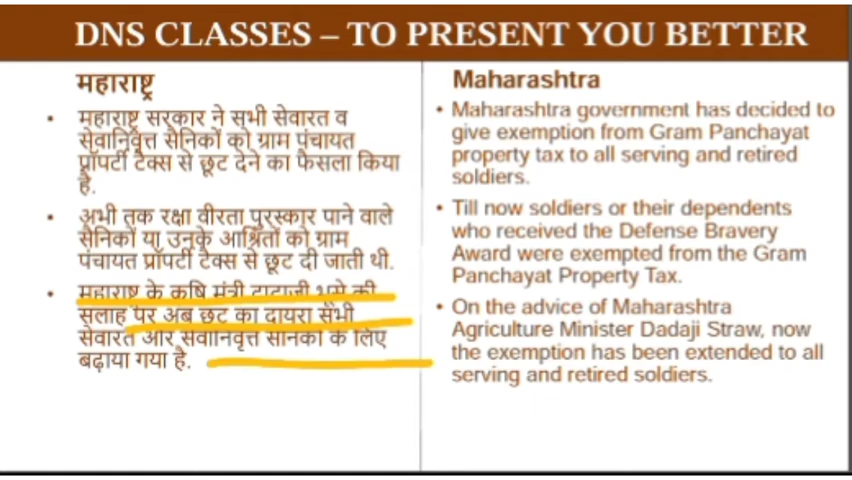 DNS CLASSES – TO PRESENT YOU BETTER
महाराष्ट्र
• महाराष्ट्र सरकार ने सभी सेवारत व
सेवानिवृत्त सैनिकों को ग्राम पंचायत
प्रॉपर्टी टैक्स से छूट देने का फैसला किया
है.
• अभी तक रक्षा वीरता पुरस्कार पाने वाले
सैनिकों या उनके आश्रितों को ग्राम
पंचायत प्रॉपर्टी टैक्स से छूट दी जाती थी.
• महाराष्ट्र के कृषि मंत्री दादाजी भुसे की
सलाह पर अब छूट का दायरा सभी
सेवारत और सेवानिवृत्त सैनिकों के लिए
बढ़ाया गया है.
Maharashtra
• Maharashtra government has decided to
give exemption from Gram Panchayat
property tax to all serving and retired
soldiers.
• Till now soldiers or their dependents
who received the Defense Bravery
Award were exempted from the Gram
Panchayat Property Tax.
• On the advice of Maharashtra
Agriculture Minister Dadaji Straw, now
the exemption has been extended to all
serving and retired soldiers.